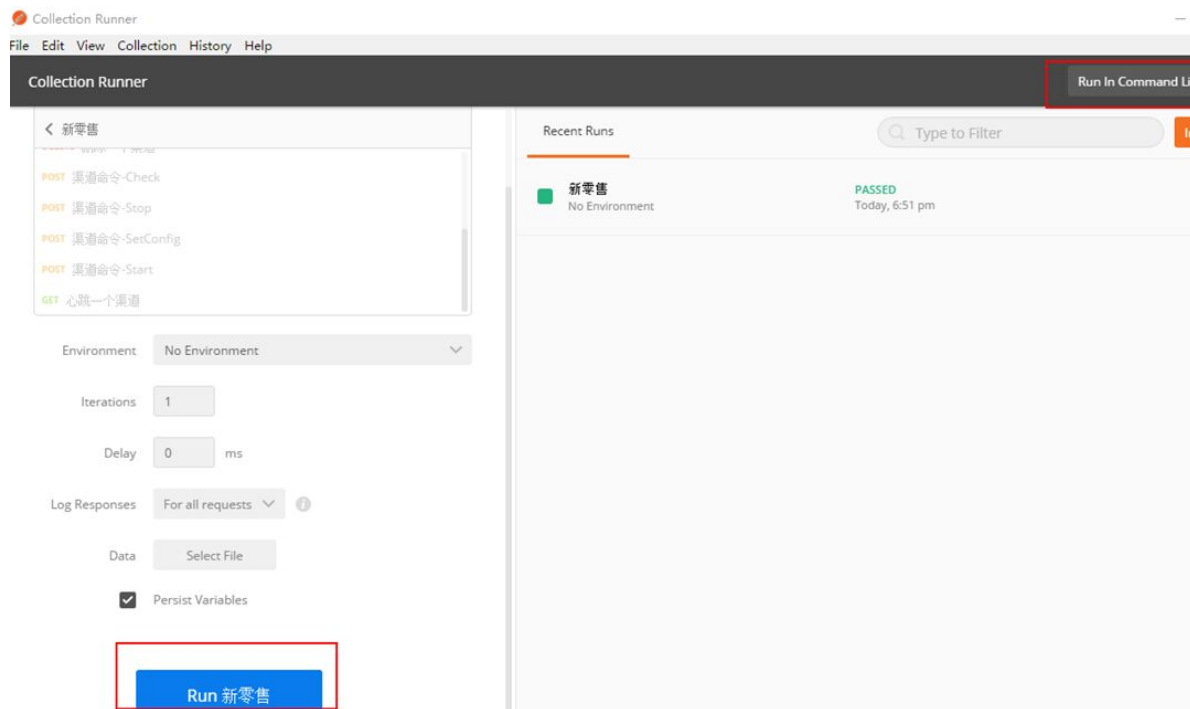 Collection Runner
File Edit View Collection History Help
Collection Runner
Run In Command Li
新零售
POST 渠道命令-Check
POST 渠道命令-Stop
POST 渠道命令-SetConfig
POST 渠道命令-Start
GET 心跳一个渠道
Environment No Environment
Iterations 1
Delay 0 ms
Log Responses For all requests
Data Select File
Persist Variables
Run 新零售
Recent Runs
Type to Filter
新零售
No Environment
PASSED
Today, 6:51 pm